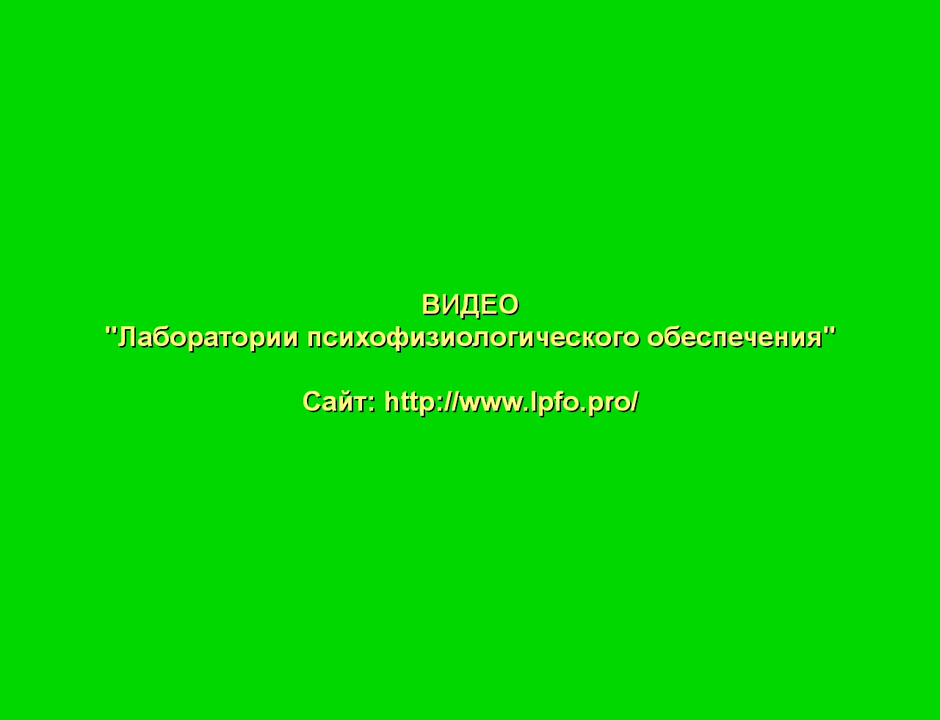 ВИДЕО
"Лаборатории психофизиологического обеспечения"
Сайт: http://www.lpfo.pro/